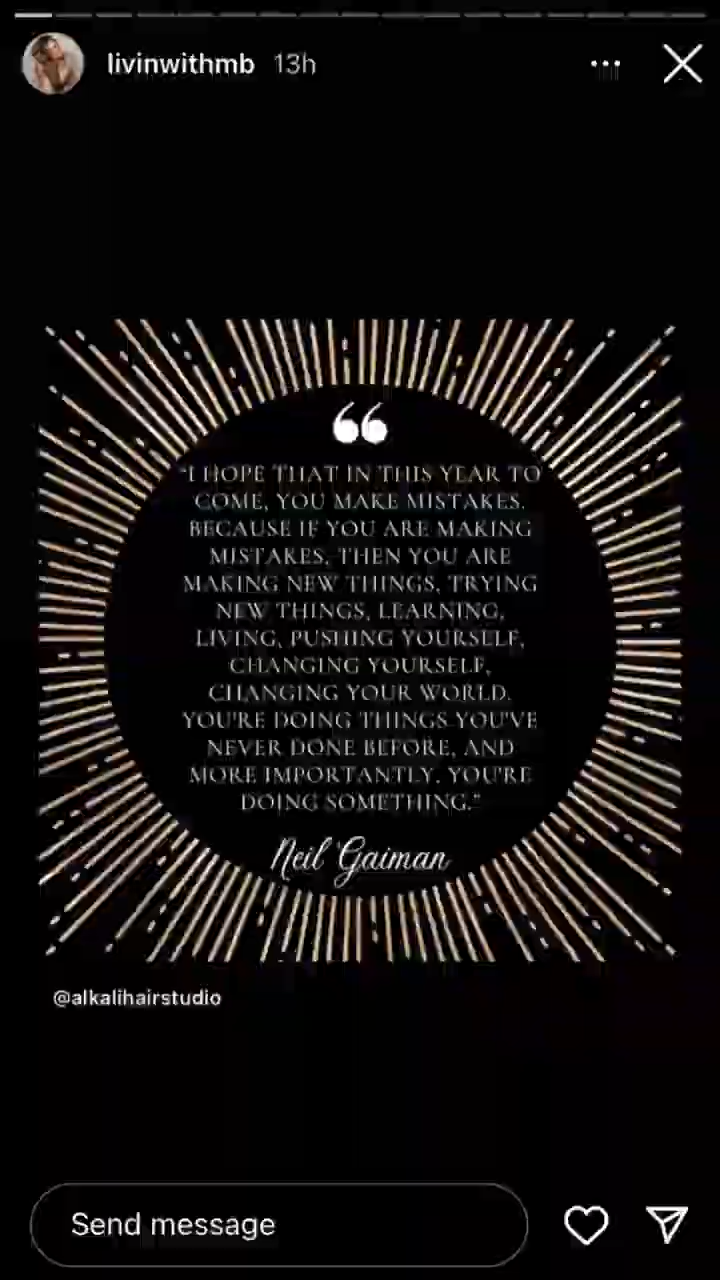 livinwithmb 13h
“I HOPE THAT IN THIS YEAR TO
COME, YOU MAKE MISTAKES.
BECAUSE IF YOU ARE MAKING
MISTAKES, THEN YOU ARE
MAKING NEW THINGS, TRYING
NEW THINGS, LEARNING,
LIVING, PUSHING YOURSELF,
CHANGING YOURSELF,
CHANGING YOUR WORLD.
YOU'RE DOING THINGS YOU'VE
NEVER DONE BEFORE, AND
MORE IMPORTANTLY, YOU'RE
DOING SOMETHING.”
Neil Gaiman
@alkalihairstudio
Send message